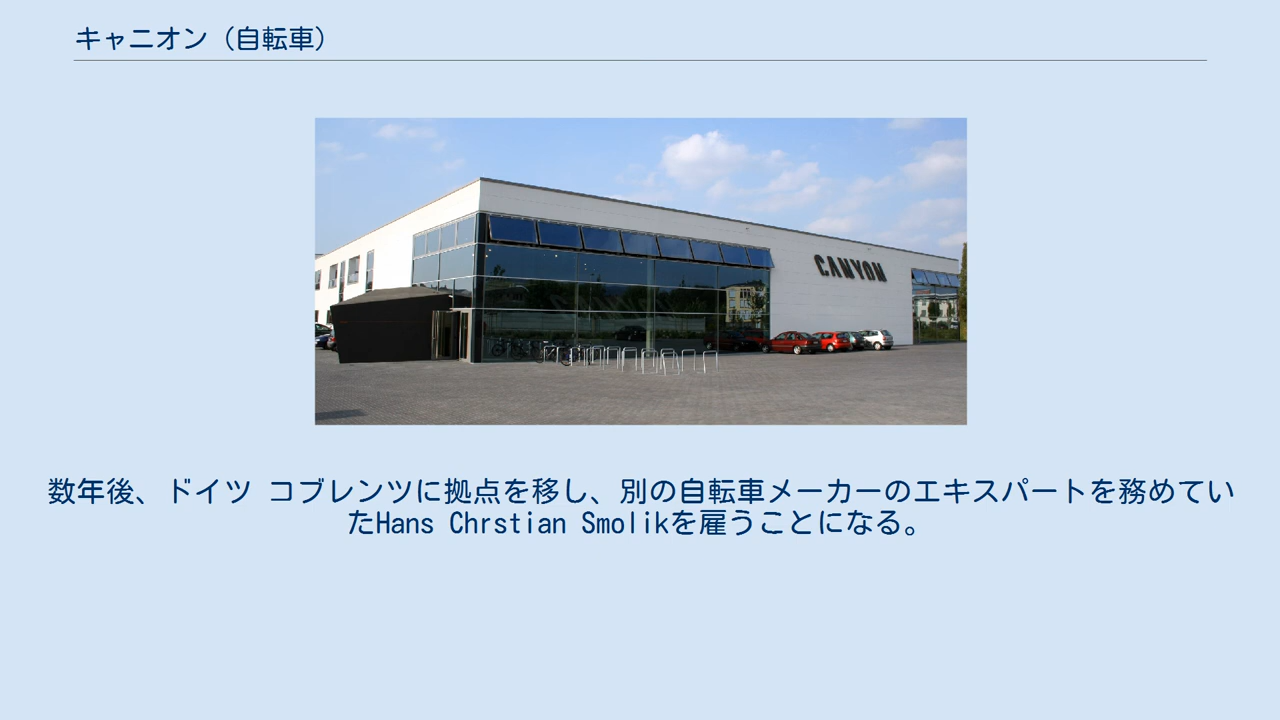 キャニオン（自転車）
CANYON
数年後、ドイツ コブレンツに拠点を移し、別の自転車メーカーのエキスパートを務めてい
たHans Chrstian Smolikを雇うことになる。